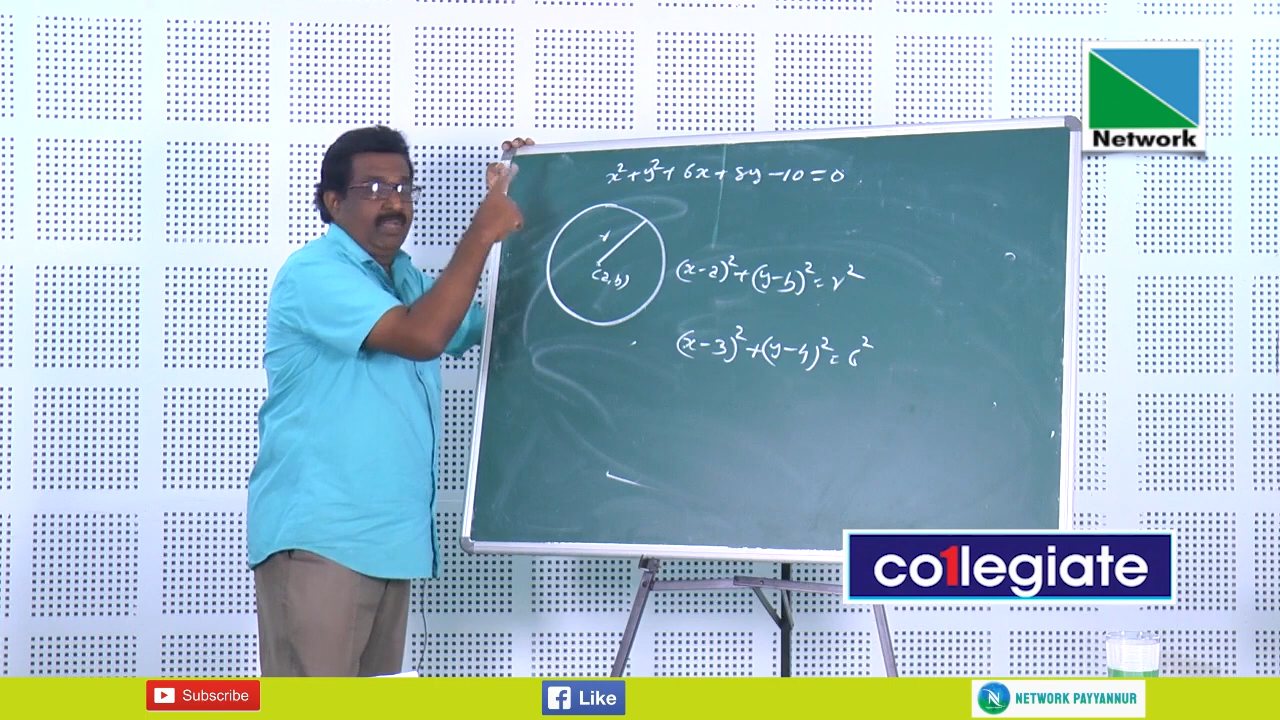 Network
x²+y²+6x+8y-10=0
r
(a,b)
(x-a)²+(y-b)²=r²
(x-3)²+(y-4)²=6²
co1legiate
Subscribe
f Like
N NETWORK PAYYANNUR